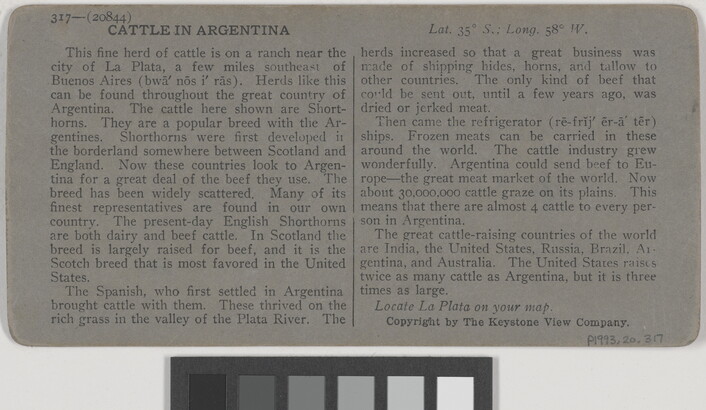 317—(20844)
CATTLE IN ARGENTINA
Lat. 35° S.; Long. 58° W.
This fine herd of cattle is on a ranch near the
city of La Plata, a few miles southeast of
Buenos Aires (bwā′ nōs ī′ rās). Herds like this
can be found throughout the great country of
Argentina. The cattle here shown are Short-
horns. They are a popular breed with the Ar-
gentines. Shorthorns were first developed in
the borderland somewhere between Scotland and
England. Now these countries look to Argen-
tina for a great deal of the beef they use. The
breed has been widely scattered. Many of its
finest representatives are found in our own
country. The present-day English Shorthorns
are both dairy and beef cattle. In Scotland the
breed is largely raised for beef, and it is the
Scotch breed that is most favored in the United
States.
The Spanish, who first settled in Argentina
brought cattle with them. These thrived on the
rich grass in the valley of the Plata River. The
herds increased so that a great business was
made of shipping hides, horns, and tallow to
other countries. The only kind of beef that
could be sent out, until a few years ago, was
dried or jerked meat.
Then came the refrigerator (rē-frĭj′ ēr-ā′ tēr)
ships. Frozen meats can be carried in these
around the world. The cattle industry grew
wonderfully. Argentina could send beef to Eu-
rope—the great meat market of the world. Now
about 30,000,000 cattle graze on its plains. This
means that there are almost 4 cattle to every per-
son in Argentina.
The great cattle-raising countries of the world
are India, the United States, Russia, Brazil, Ar-
gentina, and Australia. The United States raises
twice as many cattle as Argentina, but it is three
times as large.
Locate La Plata on your map.
Copyright by The Keystone View Company.
P1993.20.317